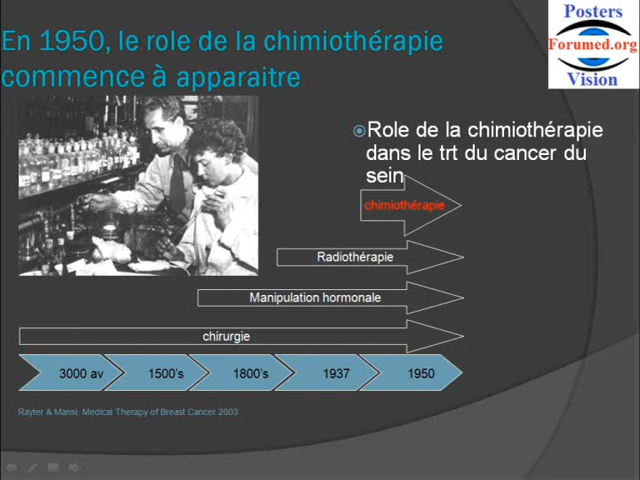 En 1950, le role de la chimiothérapie
commence à apparaitre
Posters
Forumed.org
Vision
Role de la chimiothérapie
dans le trt du cancer du
sein
chimiothérapie
Radiothérapie
Manipulation hormonale
chirurgie
3000 av
1500's
1800's
1937
1950
Rayter & Mansi: Medical Therapy of Breast Cancer 2003